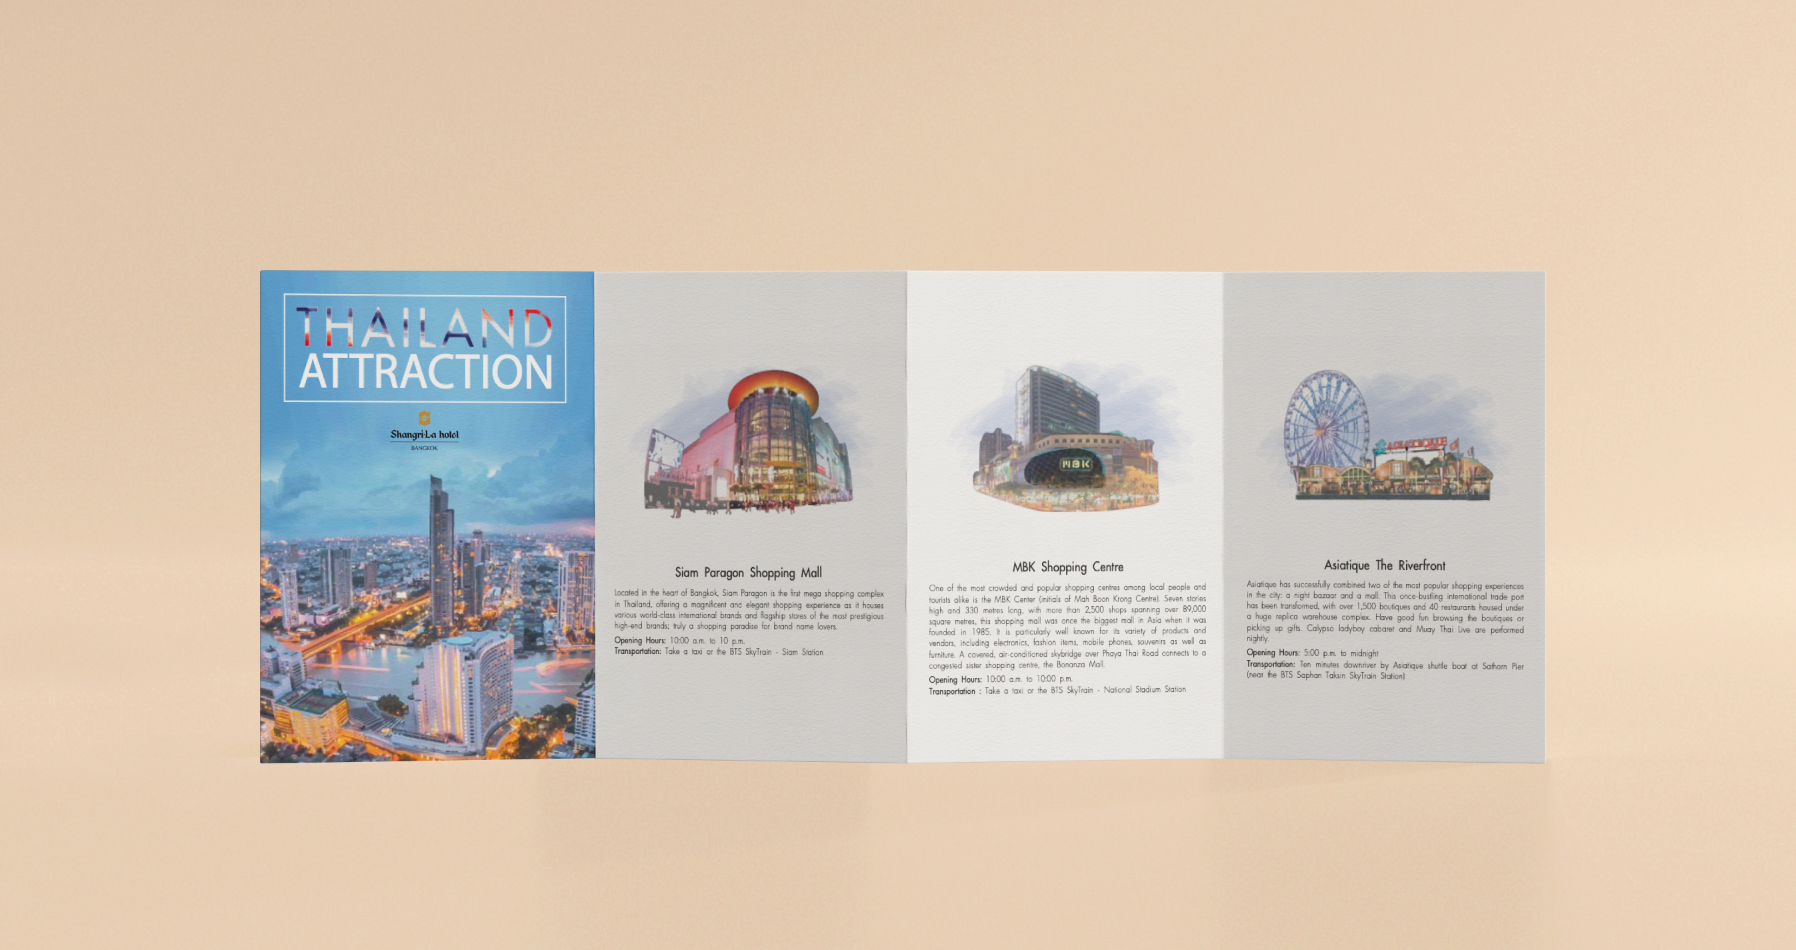 THAILAND
ATTRACTION
Shangri-La hotel
BANGKOK
Siam Paragon Shopping Mall
Located in the heart of Bangkok, Siam Paragon is the first mega shopping complex
in Thailand, offering a magnificent and elegant shopping experience as it houses
various world-class international brands and flagship stores of the most prestigious
high-end brands; truly a shopping paradise for brand name lovers.
Opening Hours: 10:00 a.m. to 10 p.m.
Transportation: Take a taxi or the BTS SkyTrain - Siam Station
MBK
MBK Shopping Centre
One of the most crowded and popular shopping centres among local people and
tourists alike is the MBK Center (initials of Mah Boon Krong Centre). Seven stories
high and 330 metres long, with more than 2,500 shops spanning over 89,000
square metres, this shopping mall was once the biggest mall in Asia when it was
founded in 1985. It is particularly well known for its variety of products and
vendors, including electronics, fashion items, mobile phones, souvenirs as well as
furniture. A covered, air-conditioned skybridge over Phaya Thai Road connects to a
congested sister shopping centre, the Bonanza Mall.
Opening Hours: 10:00 a.m. to 10:00 p.m.
Transportation : Take a taxi or the BTS SkyTrain - National Stadium Station
ASIATIQUE
Asiatique The Riverfront
Asiatique has successfully combined two of the most popular shopping experiences
in the city: a night bazaar and a mall. This once-bustling international trade port
has been transformed, with over 1,500 boutiques and 40 restaurants housed under
a huge replica warehouse complex. Have good fun browsing the boutiques or
picking up gifts. Calypso ladyboy cabaret and Muay Thai Live are performed
nightly.
Opening Hours: 5:00 p.m. to midnight
Transportation: Ten minutes downriver by Asiatique shuttle boat at Sathorn Pier
(near the BTS Saphan Taksin SkyTrain Station)